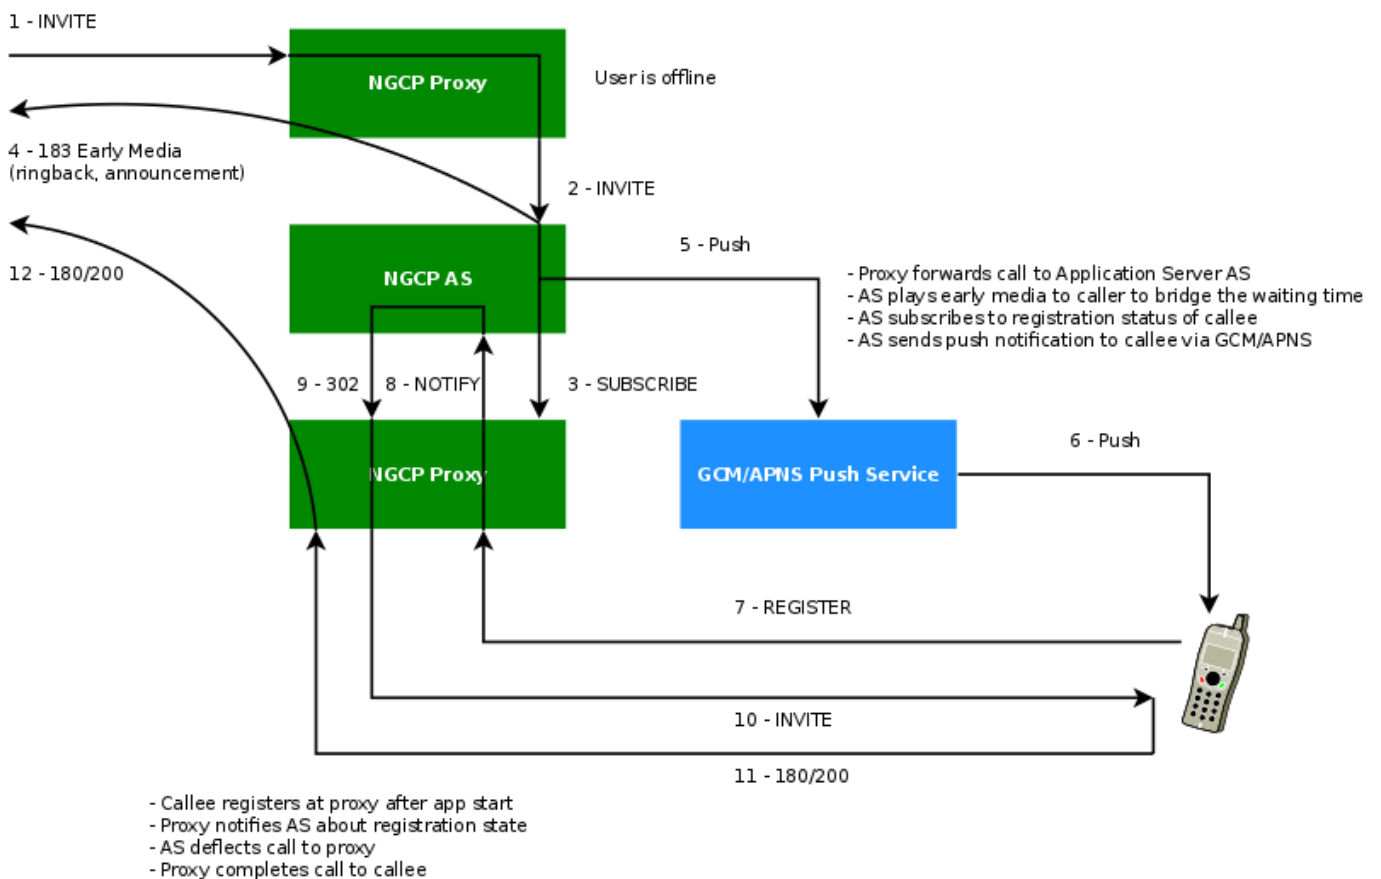 1 - INVITE
NGCP Proxy
User is offline
4 - 183 Early Media
(ringback, announcement)
2 - INVITE
12 - 180/200
NGCP AS
5 - Push
- Proxy forwards call to Application Server AS
- AS plays early media to caller to bridge the waiting time
- AS subscribes to registration status of callee
- AS sends push notification to callee via GCM/APNS
9 - 302
8 - NOTIFY
3 - SUBSCRIBE
NGCP Proxy
GCM/APNS Push Service
6 - Push
7 - REGISTER
10 - INVITE
11 - 180/200
- Callee registers at proxy after app start
- Proxy notifies AS about registration state
- AS deflects call to proxy
- Proxy completes call to callee